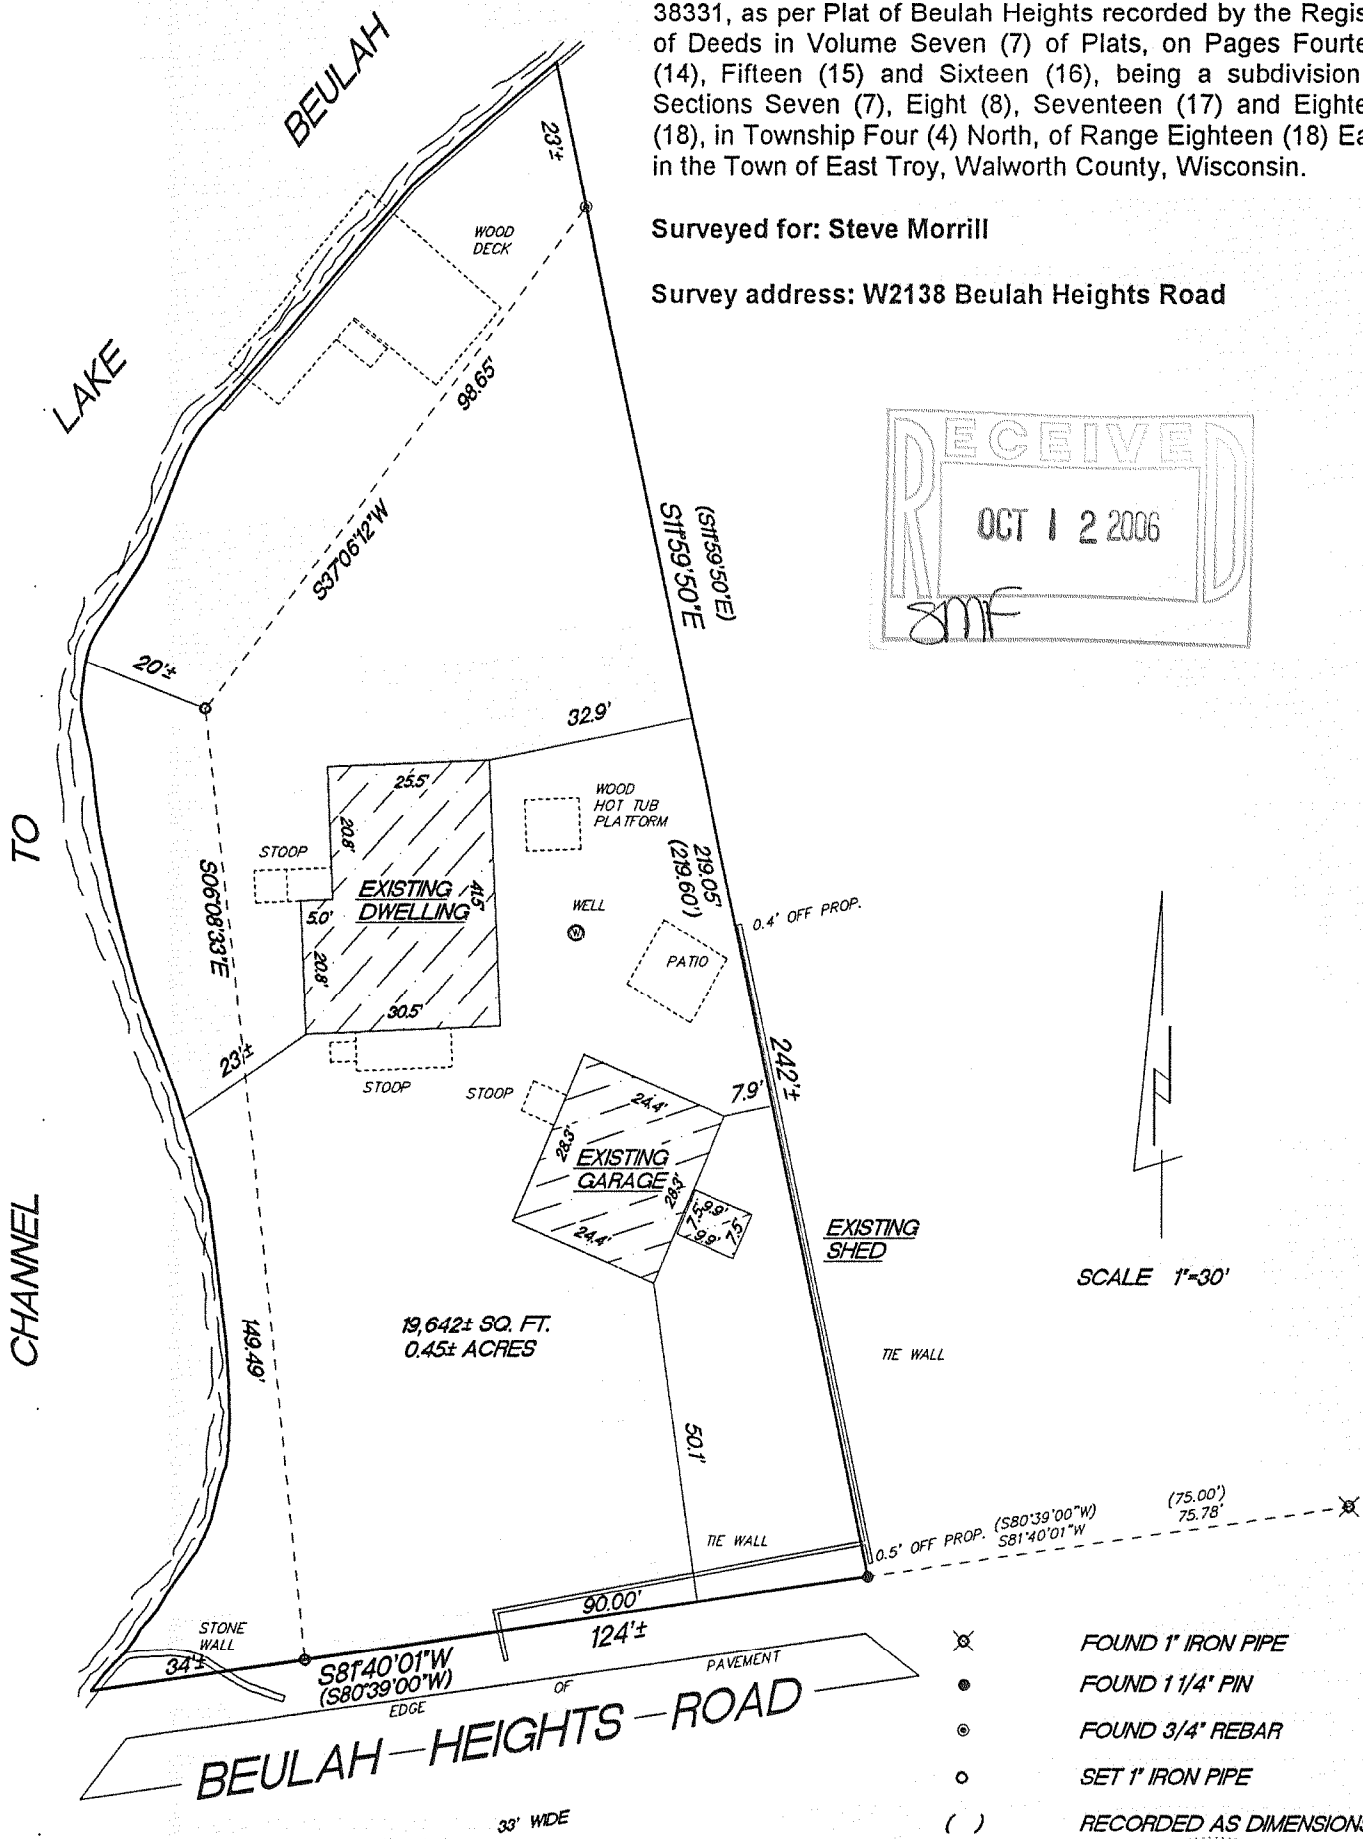 38331, as per Plat of Beulah Heights recorded by the Regis
of Deeds in Volume Seven (7) of Plats, on Pages Fourte
(14), Fifteen (15) and Sixteen (16), being a subdivision
Sections Seven (7), Eight (8), Seventeen (17) and Eighte
(18), in Township Four (4) North, of Range Eighteen (18) Ea
in the Town of East Troy, Walworth County, Wisconsin.
Surveyed for: Steve Morrill
Survey address: W2138 Beulah Heights Road
RECEIVED
OCT 12 2006
smf
CHANNEL TO LAKE BEULAH
23'±
WOOD
DECK
98.65'
S37°06'12"W
(S11°59'50"E)
S11°59'50"E
20'±
32.9'
25.5'
20.8'
WOOD
HOT TUB
PLATFORM
STOOP
EXISTING
DWELLING
41.5'
5.0'
20.8'
30.5'
S06°08'33"E
WELL
W
219.05'
(219.60')
0.4' OFF PROP.
PATIO
23'±
STOOP
STOOP
242'±
7.9'
24.4'
28.3'
EXISTING
GARAGE
28.3'
24.4'
9.9'
7.5'
9.9'
7.5'
EXISTING
SHED
SCALE 1"=30'
19,642± SQ. FT.
0.45± ACRES
149.49'
TIE WALL
50.1'
(75.00')
75.78'
(S80°39'00"W)
S81°40'01"W
0.5' OFF PROP.
TIE WALL
90.00'
124'±
STONE
WALL
34'±
S81°40'01"W
(S80°39'00"W)
EDGE OF PAVEMENT
BEULAH HEIGHTS ROAD
33' WIDE
FOUND 1" IRON PIPE
FOUND 1 1/4" PIN
FOUND 3/4" REBAR
SET 1" IRON PIPE
( ) RECORDED AS DIMENSIONS